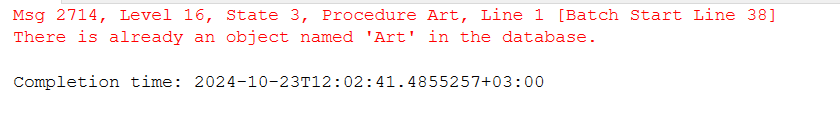 Msg 2714, Level 16, State 3, Procedure Art, Line 1 [Batch Start Line 38]
There is already an object named 'Art' in the database.
Completion time: 2024-10-23T12:02:41.4855257+03:00